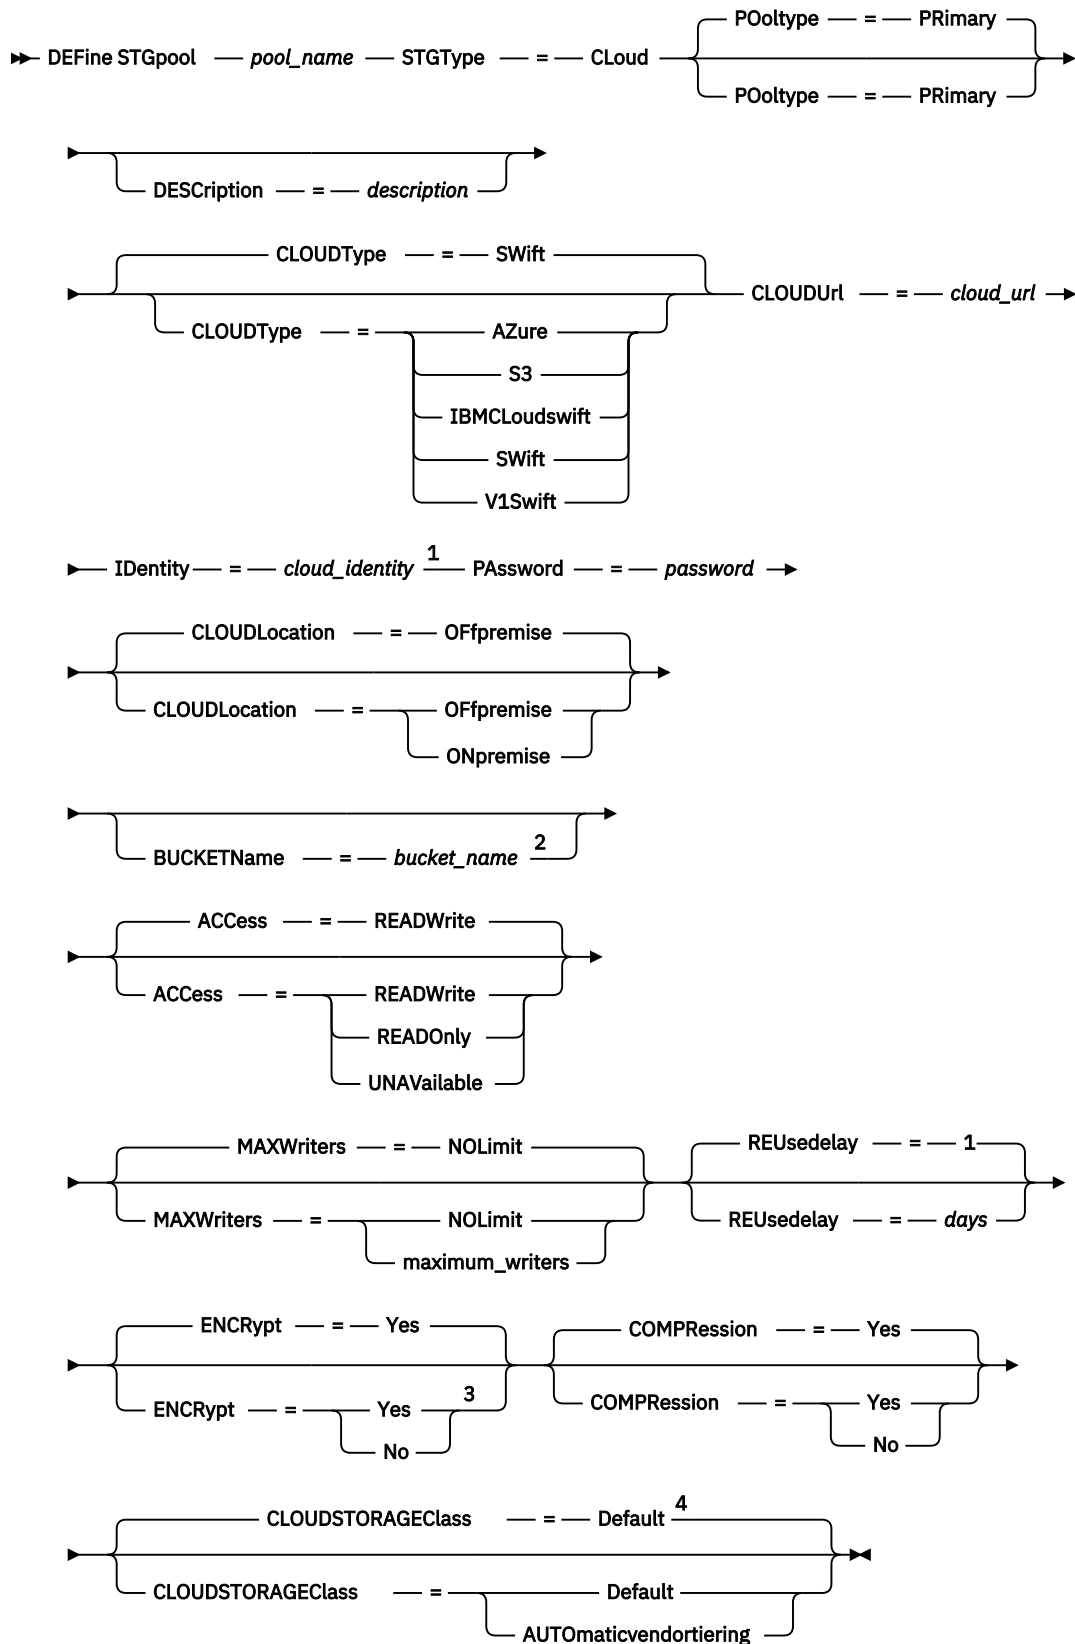 POoltype = PRimary
DEFine STGpool pool_name STGType = CLoud
POoltype = PRimary
DESCription = description
CLOUDType = SWift
CLOUDUrl = cloud_url
CLOUDType = AZure
S3
IBMCLoudswift
SWift
V1Swift
IDentity = cloud_identity 1 PAssword = password
CLOUDLocation = OFfpremise
CLOUDLocation = OFfpremise
ONpremise
BUCKETName = bucket_name 2
ACCess = READWrite
ACCess = READWrite
READOnly
UNAVailable
MAXWriters = NOLimit REUsedelay = 1
MAXWriters = NOLimit REUsedelay = days
maximum_writers
ENCRypt = Yes COMPRession = Yes
ENCRypt = Yes 3 COMPRession = Yes
No No
CLOUDSTORAGEClass = Default 4
CLOUDSTORAGEClass = Default
AUTOmaticvendortiering